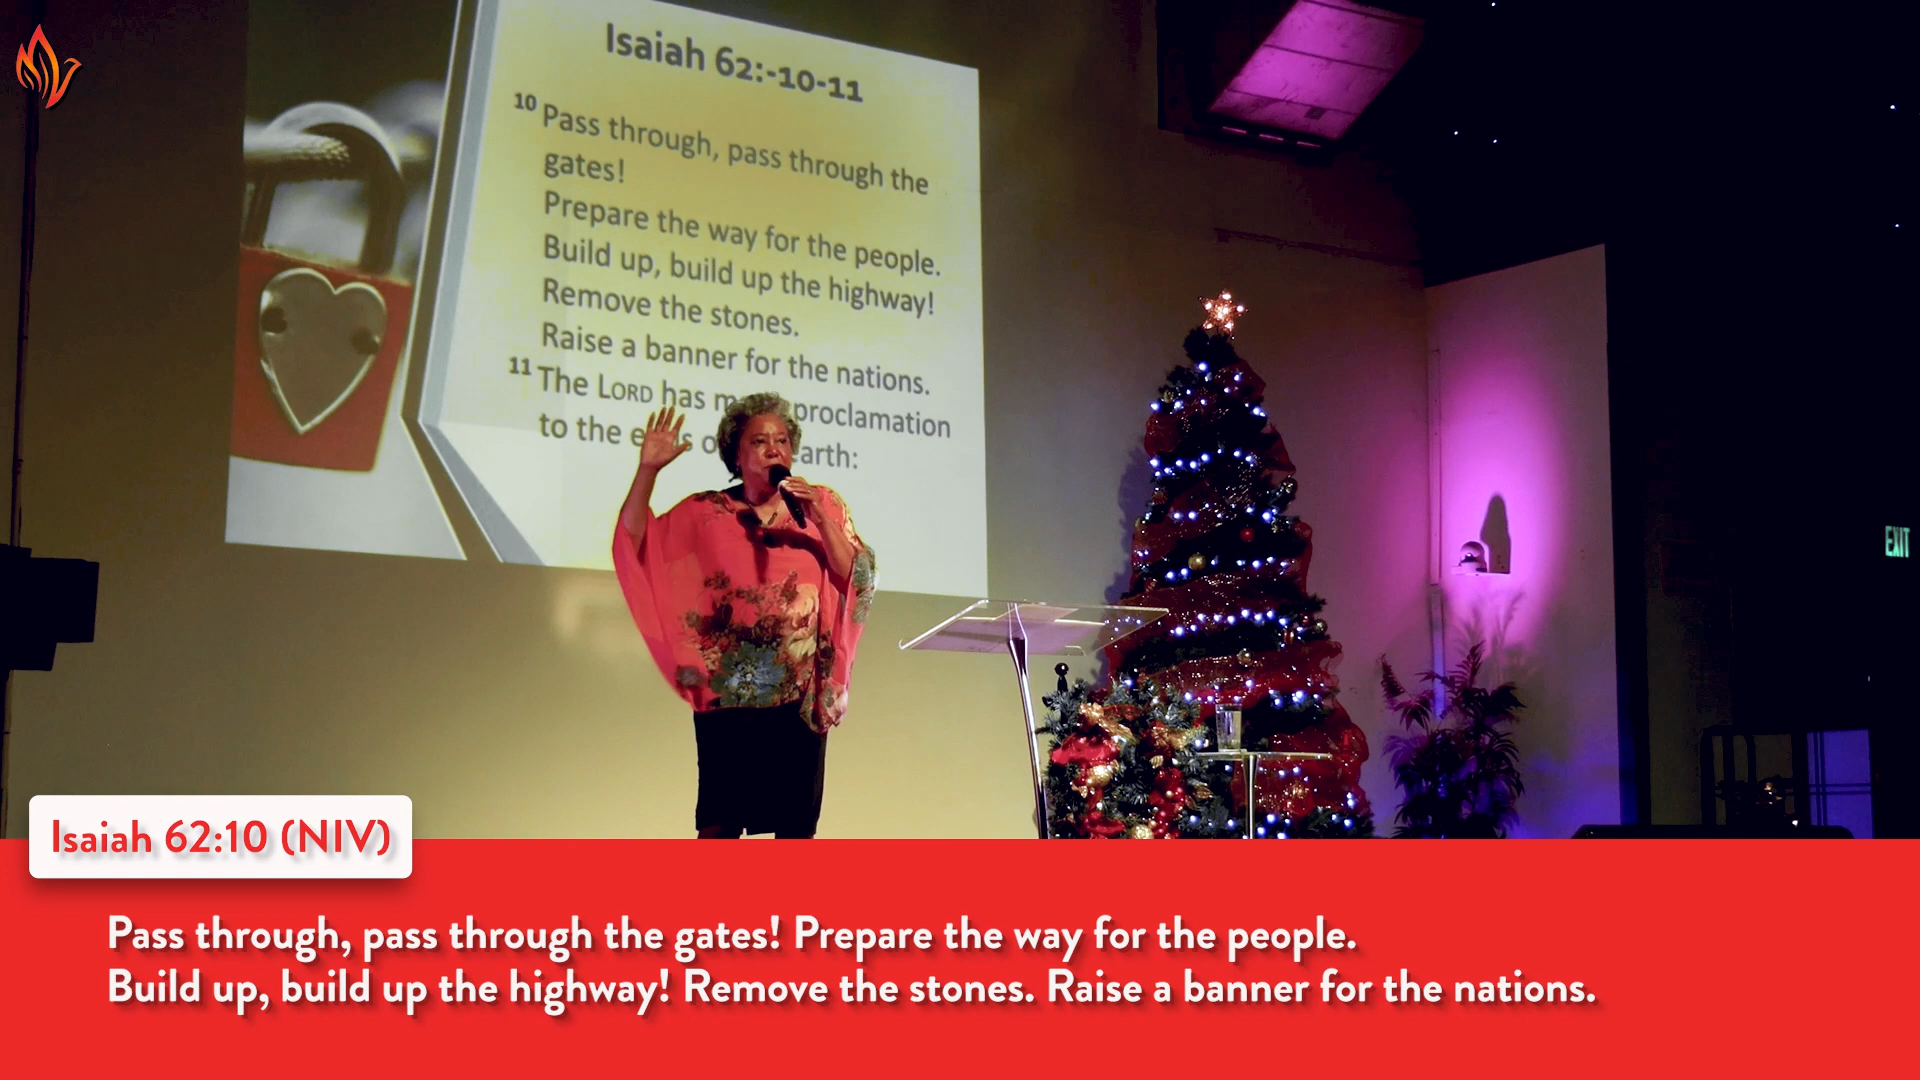 Isaiah 62:-10-11
10 Pass through, pass through the
gates!
Prepare the way for the people.
Build up, build up the highway!
Remove the stones.
Raise a banner for the nations.
11 The LORD has proclamation
to the
EXIT
Isaiah 62:10 (NIV)
Pass through, pass through the gates! Prepare the way for the people.
Build up, build up the highway! Remove the stones. Raise a banner for the nations.